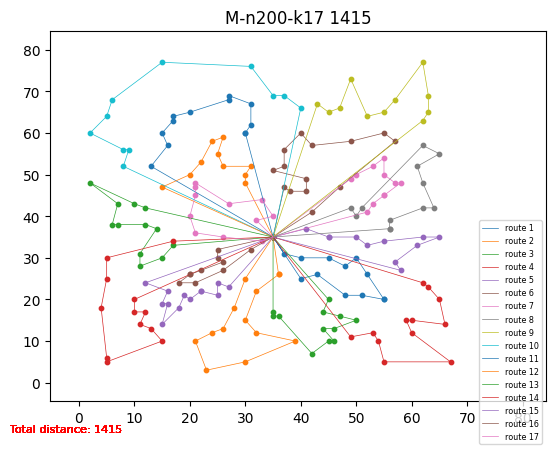 M-n200-k17 1415
80
70
60
50
40
30
20
10
0
0 10 20 30 40 50 60 70 80
route 1
route 2
route 3
route 4
route 5
route 6
route 7
route 8
route 9
route 10
route 11
route 12
route 13
route 14
route 15
route 16
route 17
Total distance: 1415